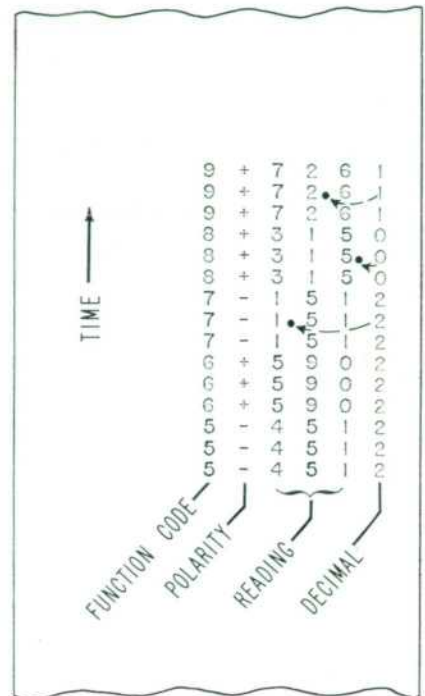 9 + 7 2 6 1
9 + 7 2 6 1
9 + 7 2 6 1
8 + 3 1 5 0
8 + 3 1 5 0
8 + 3 1 5 0
7 - 1 5 1 2
7 - 1 5 1 2
7 - 1 5 1 2
6 + 5 9 0 2
6 + 5 9 0 2
6 + 5 9 0 2
5 - 4 5 1 2
5 - 4 5 1 2
5 - 4 5 1 2
TIME
FUNCTION CODE
POLARITY
READING
DECIMAL